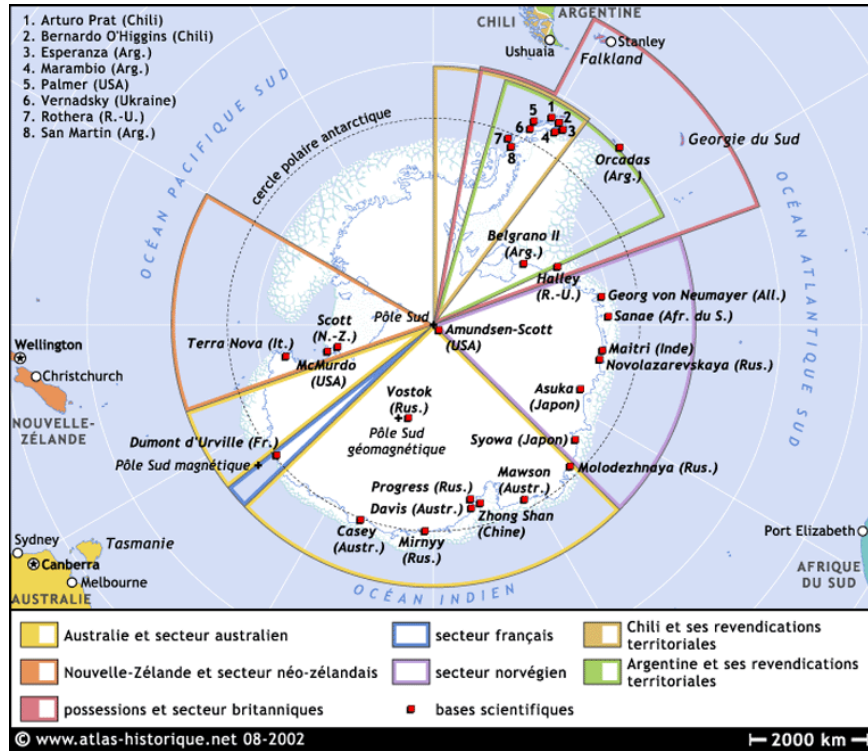 1. Arturo Prat (Chili)
2. Bernardo O'Higgins (Chili)
3. Esperanza (Arg.)
4. Marambio (Arg.)
5. Palmer (USA)
6. Vernadsky (Ukraine)
7. Rothera (R.-U.)
8. San Martin (Arg.)
CHILI
ARGENTINE
Ushuaia
Stanley
Falkland
Georgie du Sud
Orcadas
(Arg.)
5
1
2
6
4
3
7
8
cercle polaire antarctique
OCÉAN PACIFIQUE SUD
OCÉAN ATLANTIQUE SUD
Belgrano II
(Arg.)
Halley
(R.-U.)
Georg von Neumayer (All.)
Sanae (Afr. du S.)
Pôle Sud
Amundsen-Scott
(USA)
Maitri (Inde)
Novolazarevskaya (Rus.)
Scott
(N.-Z.)
Terra Nova (It.)
McMurdo
(USA)
Wellington
Christchurch
NOUVELLE-
ZÉLANDE
Vostok
(Rus.)
Pôle Sud
géomagnétique
Asuka
(Japon)
Syowa (Japon)
Molodezhnaya (Rus.)
Dumont d'Urville (Fr.)
Pôle Sud magnétique
Mawson
(Austr.)
Progress (Rus.)
Davis (Austr.)
Zhong Shan
(Chine)
Casey
(Austr.)
Mirnyy
(Rus.)
OCÉAN INDIEN
Sydney
Tasmanie
Canberra
Melbourne
AUSTRALIE
Port Elizabeth
AFRIQUE
DU SUD
Australie et secteur australien
secteur français
Chili et ses revendications
territoriales
Nouvelle-Zélande et secteur néo-zélandais
secteur norvégien
Argentine et ses revendications
territoriales
possessions et secteur britanniques
bases scientifiques
© www.atlas-historique.net 08-2002
2000 km